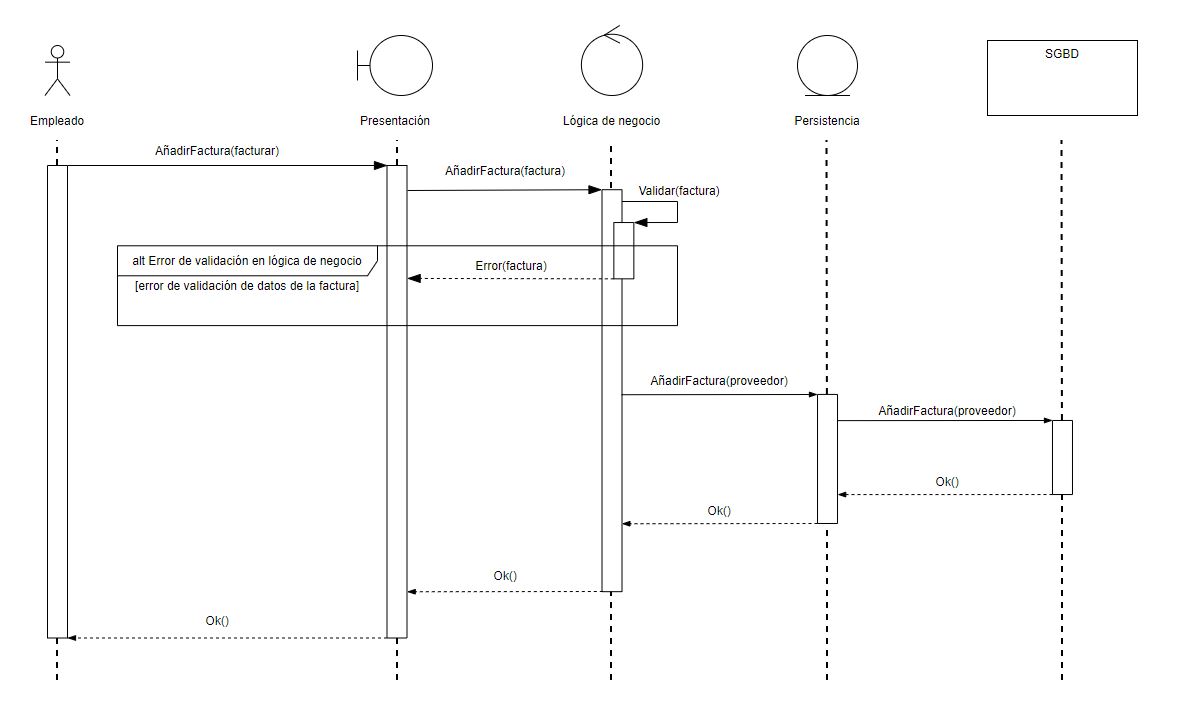 SGBD
Empleado
Presentación
Lógica de negocio
Persistencia
AñadirFactura(facturar)
AñadirFactura(factura)
Validar(factura)
alt Error de validación en lógica de negocio
Error(factura)
[error de validación de datos de la factura]
AñadirFactura(proveedor)
AñadirFactura(proveedor)
Ok()
Ok()
Ok()
Ok()